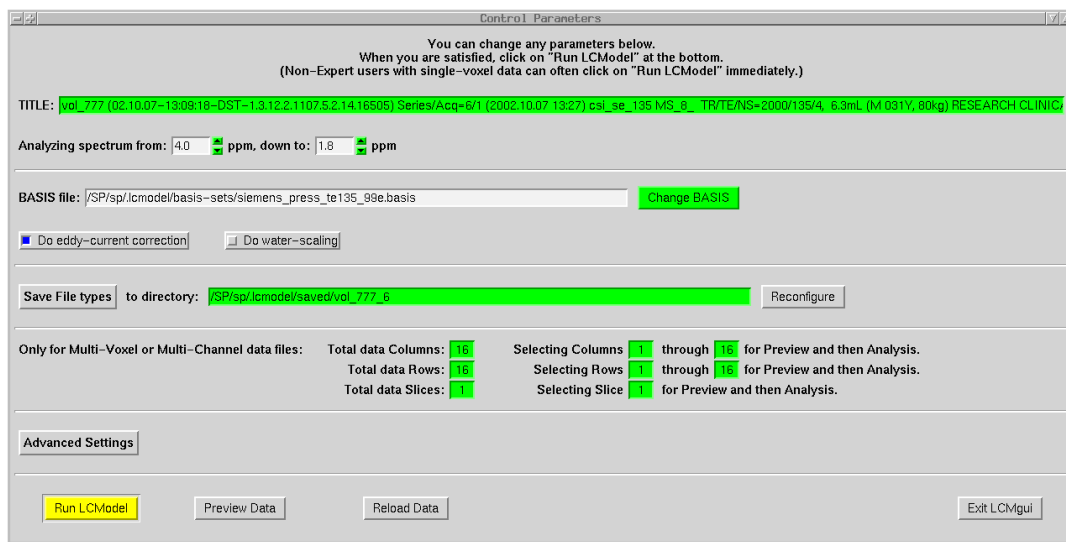 Control Parameters
You can change any parameters below.
When you are satisfied, click on "Run LCModel" at the bottom.
(Non-Expert users with single-voxel data can often click on "Run LCModel" immediately.)
TITLE: vol_777 (02.10.07-13:09:18-DST-1.3.12.2.1107.5.2.14.16505) Series/Acq=6/1 (2002.10.07 13:27) csi_se_135 MS_8_ TR/TE/NS=2000/135/4, 6.3mL (M 031Y, 80kg) RESEARCH CLINICA
Analyzing spectrum from: 4.0 ppm, down to: 1.8 ppm
BASIS file: /SP/sp/.lcmodel/basis-sets/siemens_press_te135_99e.basis Change BASIS
Do eddy-current correction Do water-scaling
Save File types to directory: /SP/sp/.lcmodel/saved/vol_777_6 Reconfigure
Only for Multi-Voxel or Multi-Channel data files: Total data Columns: 16 Selecting Columns 1 through 16 for Preview and then Analysis.
Total data Rows: 16 Selecting Rows 1 through 16 for Preview and then Analysis.
Total data Slices: 1 Selecting Slice 1 for Preview and then Analysis.
Advanced Settings
Run LCModel Preview Data Reload Data Exit LCMgui